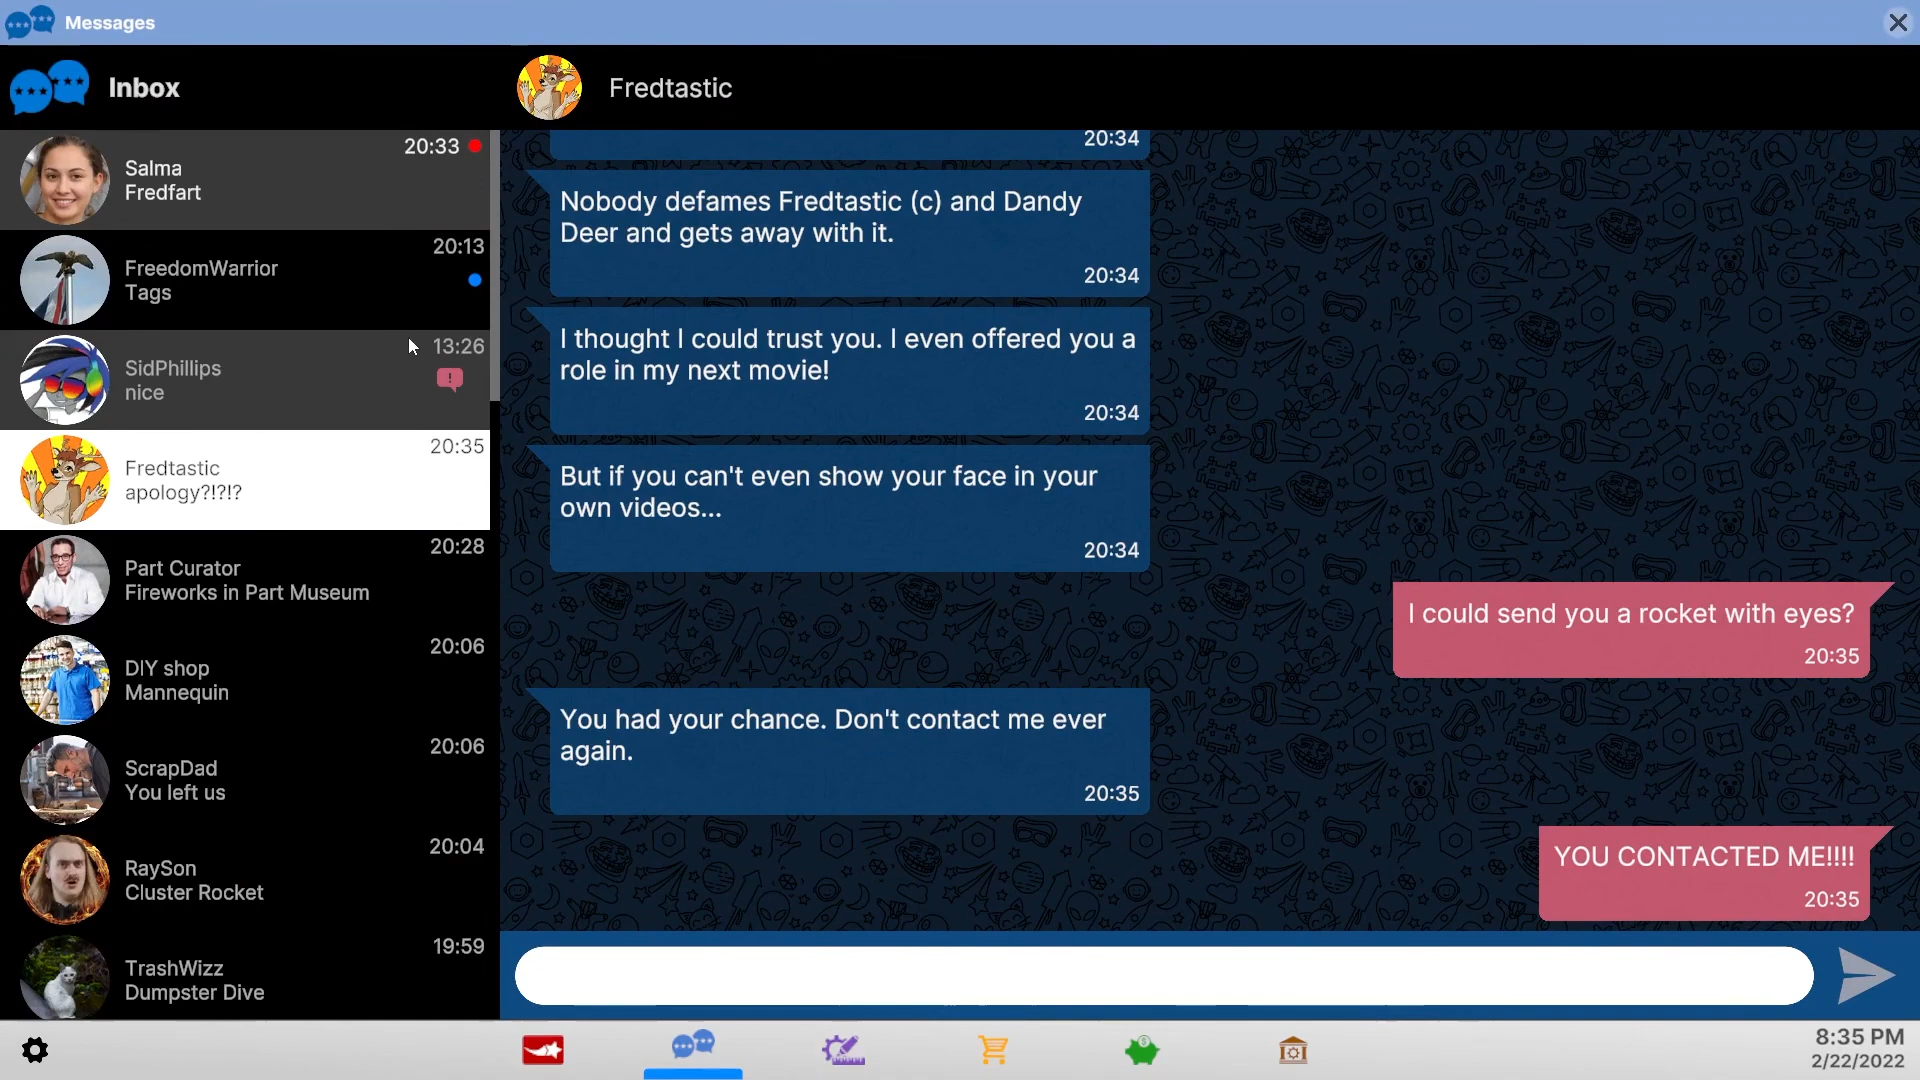 Messages
Inbox
Fredtastic
20:33
Salma
Fredfart
20:13
FreedomWarrior
Tags
13:26
SidPhillips
nice
20:35
Fredtastic
apology?!?!?
20:28
Part Curator
Fireworks in Part Museum
20:06
DIY shop
Mannequin
20:06
ScrapDad
You left us
20:04
RaySon
Cluster Rocket
19:59
TrashWizz
Dumpster Dive
20:34
Nobody defames Fredtastic (c) and Dandy
Deer and gets away with it.
20:34
I thought I could trust you. I even offered you a
role in my next movie!
20:34
But if you can't even show your face in your
own videos...
20:34
I could send you a rocket with eyes?
20:35
You had your chance. Don't contact me ever
again.
20:35
YOU CONTACTED ME!!!!
20:35
8:35 PM
2/22/2022